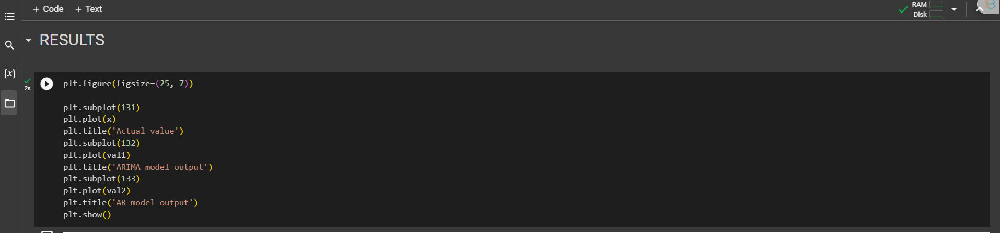 + Code + Text
RAM
Disk
RESULTS
{x}
2s
plt.figure(figsize=(25, 7))
plt.subplot(131)
plt.plot(x)
plt.title('Actual value')
plt.subplot(132)
plt.plot(val1)
plt.title('ARIMA model output')
plt.subplot(133)
plt.plot(val2)
plt.title('AR model output')
plt.show()